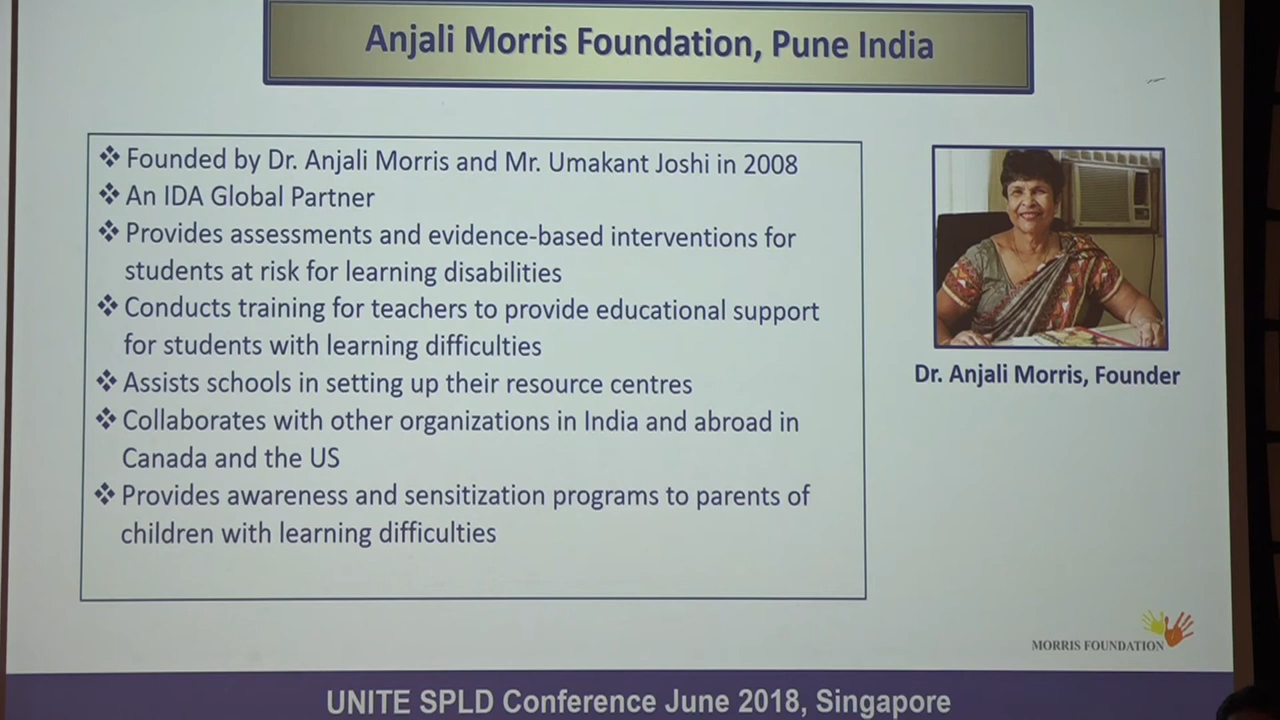 Anjali Morris Foundation, Pune India
❖ Founded by Dr. Anjali Morris and Mr. Umakant Joshi in 2008
❖ An IDA Global Partner
❖ Provides assessments and evidence-based interventions for
students at risk for learning disabilities
❖ Conducts training for teachers to provide educational support
for students with learning difficulties
❖ Assists schools in setting up their resource centres
❖ Collaborates with other organizations in India and abroad in
Canada and the US
❖ Provides awareness and sensitization programs to parents of
children with learning difficulties
Dr. Anjali Morris, Founder
MORRIS FOUNDATION
UNITE SPLD Conference June 2018, Singapore